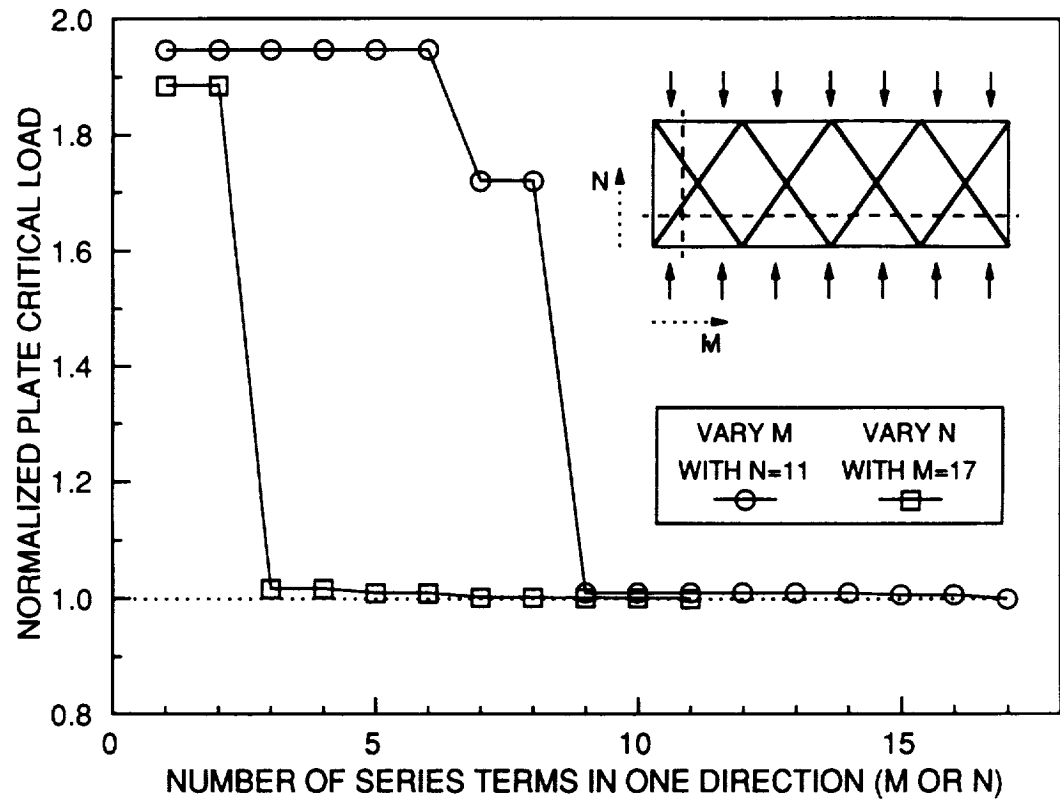 NORMALIZED PLATE CRITICAL LOAD
2.0
1.8
1.6
1.4
1.2
1.0
0.8
N
M
VARY M VARY N
WITH N=11 WITH M=17
0 5 10 15
NUMBER OF SERIES TERMS IN ONE DIRECTION (M OR N)